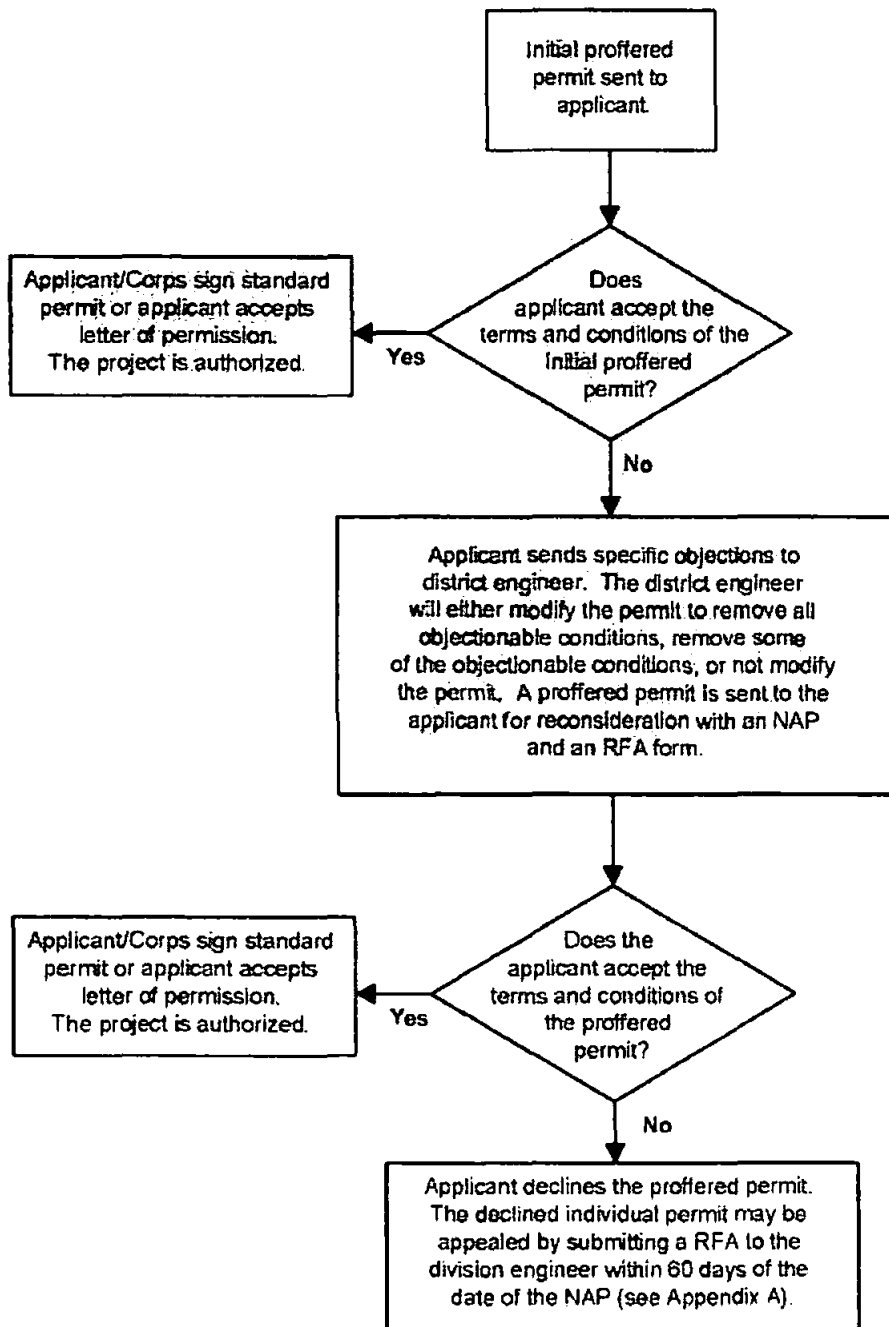 Initial proffered
permit sent to
applicant.
Does
applicant accept the
terms and conditions of the
initial proffered
permit?
Yes
Applicant/Corps sign standard
permit or applicant accepts
letter of permission.
The project is authorized.
No
Applicant sends specific objections to
district engineer. The district engineer
will either modify the permit to remove all
objectionable conditions, remove some
of the objectionable conditions, or not modify
the permit. A proffered permit is sent to the
applicant for reconsideration with an NAP
and an RFA form.
Does the
applicant accept the
terms and conditions of
the proffered
permit?
Yes
Applicant/Corps sign standard
permit or applicant accepts
letter of permission.
The project is authorized.
No
Applicant declines the proffered permit.
The declined individual permit may be
appealed by submitting a RFA to the
division engineer within 60 days of the
date of the NAP (see Appendix A).